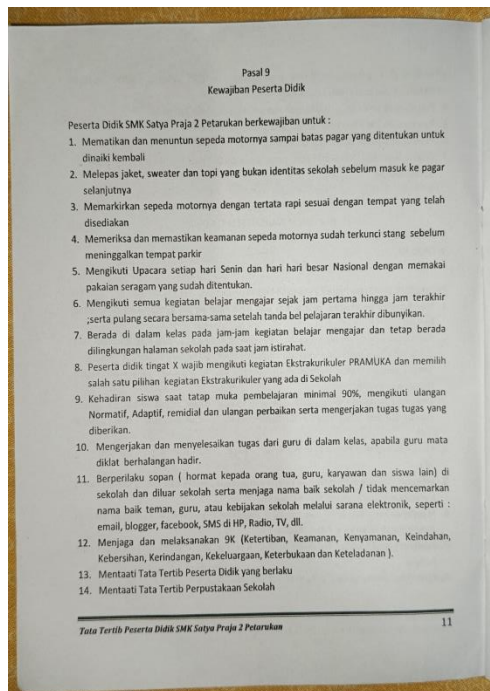 Pasal 9
Kewajiban Peserta Didik
Peserta Didik SMK Satya Praja 2 Petarukan berkewajiban untuk :
1. Mematikan dan menuntun sepeda motornya sampai batas pagar yang ditentukan untuk
dinaiki kembali
2. Melepas jaket, sweater dan topi yang bukan identitas sekolah sebelum masuk ke pagar
selanjutnya
3. Memarkirkan sepeda motornya dengan tertata rapi sesuai dengan tempat yang telah
disediakan
4. Memeriksa dan memastikan keamanan sepeda motornya sudah terkunci stang sebelum
meninggalkan tempat parkir
5. Mengikuti Upacara setiap hari Senin dan hari hari besar Nasional dengan memakai
pakaian seragam yang sudah ditentukan.
6. Mengikuti semua kegiatan belajar mengajar sejak jam pertama hingga jam terakhir
;serta pulang secara bersama-sama setelah tanda bel pelajaran terakhir dibunyikan.
7. Berada di dalam kelas pada jam-jam kegiatan belajar mengajar dan tetap berada
dilingkungan halaman sekolah pada saat jam istirahat.
8. Peserta didik tingat X wajib mengikuti kegiatan Ekstrakurikuler PRAMUKA dan memilih
salah satu pilihan kegiatan Ekstrakurikuler yang ada di Sekolah
9. Kehadiran siswa saat tatap muka pembelajaran minimal 90%, mengikuti ulangan
Normatif, Adaptif, remidial dan ulangan perbaikan serta mengerjakan tugas tugas yang
diberikan.
10. Mengerjakan dan menyelesaikan tugas dari guru di dalam kelas, apabila guru mata
diklat berhalangan hadir.
11. Berperilaku sopan ( hormat kepada orang tua, guru, karyawan dan siswa lain) di
sekolah dan diluar sekolah serta menjaga nama baik sekolah / tidak mencemarkan
nama baik teman, guru, atau kebijakan sekolah melalui sarana elektronik, seperti :
email, blogger, facebook, SMS di HP, Radio, TV, dll.
12. Menjaga dan melaksanakan 9K (Ketertiban, Keamanan, Kenyamanan, Keindahan,
Kebersihan, Kerindangan, Kekeluargaan, Keterbukaan dan Keteladanan ).
13. Mentaati Tata Tertib Peserta Didik yang berlaku
14. Mentaati Tata Tertib Perpustakaan Sekolah
Tata Tertib Peserta Didik SMK Satya Praja 2 Petarukan 11